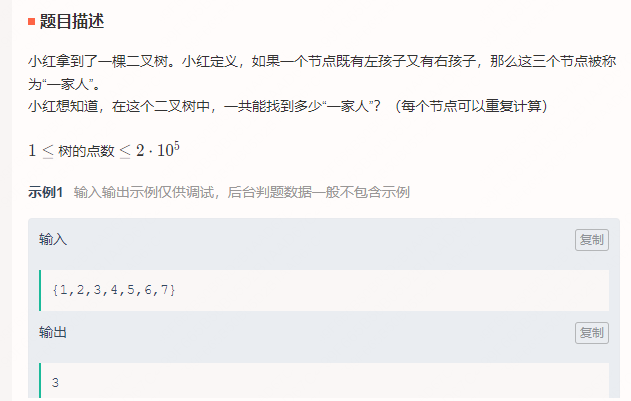 题目描述
小红拿到了一棵二叉树。小红定义，如果一个节点既有左孩子又有右孩子，那么这三个节点被称
为“一家人”。
小红想知道，在这个二叉树中，一共能找到多少“一家人”？（每个节点可以重复计算）
1 ≤ 树的点数 ≤ 2 · 10⁵
示例1 输入输出示例仅供调试，后台判题数据一般不包含示例
输入 复制
{1,2,3,4,5,6,7}
输出 复制
3